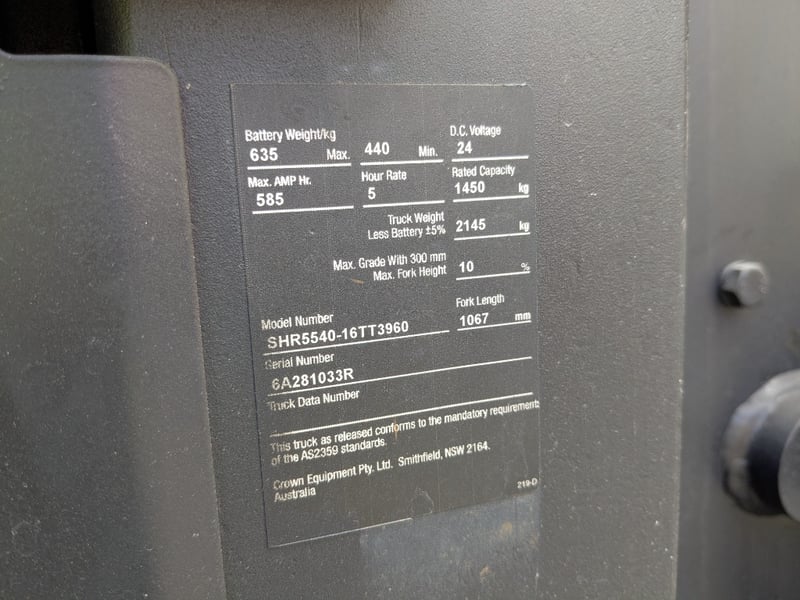 Battery Weight/kg
635 Max. 440 Min.
D.C. Voltage
24
Max. AMP Hr.
585
Hour Rate
5
Rated Capacity
1450 kg
Truck Weight
Less Battery ±5% 2145 kg
Max. Grade With 300 mm
Max. Fork Height 10 %
Model Number
SHR5540-16TT3960
Fork Length
1067 mm
Serial Number
6A281033R
Truck Data Number
This truck as released conforms to the mandatory requirements
of the AS2359 standards.
Crown Equipment Pty. Ltd. Smithfield, NSW 2164.
Australia
219-D